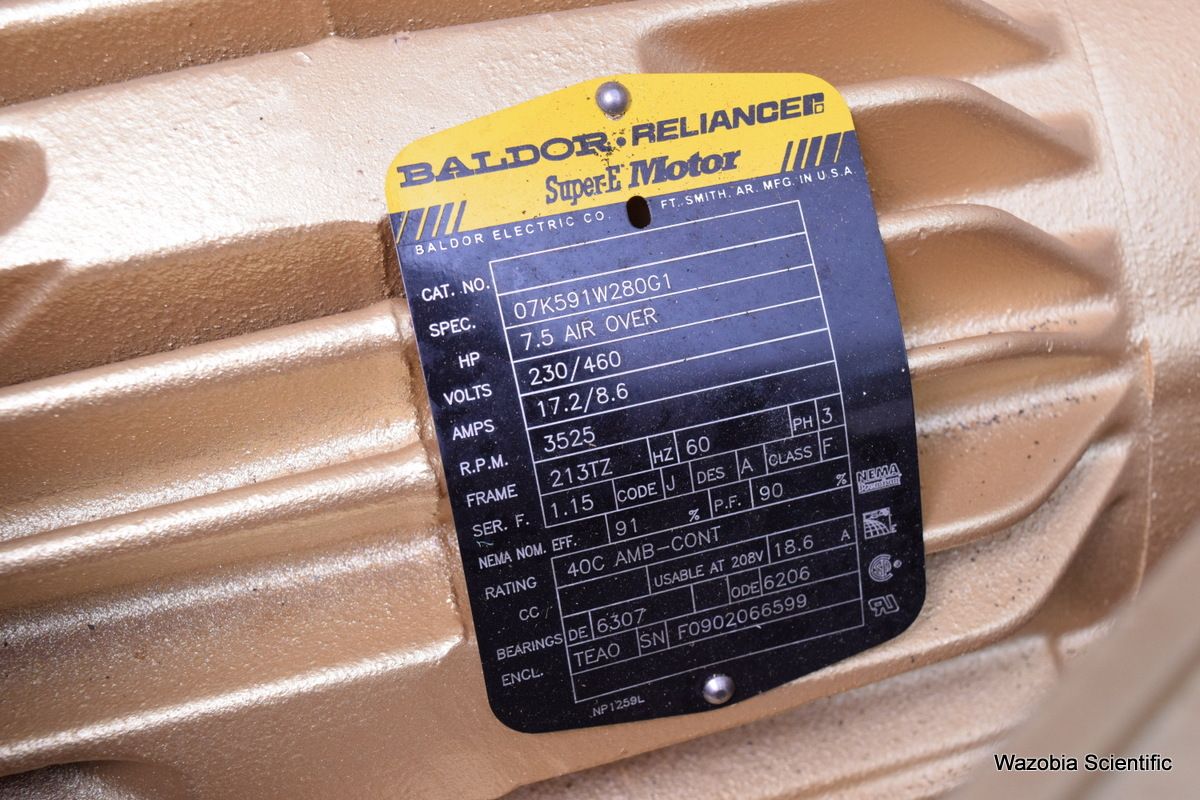 BALDOR • RELIANCER
Super-E Motor
BALDOR ELECTRIC CO. FT. SMITH, AR. MFG. IN U.S.A.
CAT. NO.
SPEC. 07K591W280G1
HP 7.5 AIR OVER
VOLTS 230/460
AMPS 17.2/8.6
R.P.M. 3525
FRAME 213TZ HZ 60 PH 3
SER. F. 1.15 CODE J DES A CLASS F
NEMA NOM. EFF. 91 % P.F. 90 %
RATING 40C AMB-CONT
CC USABLE AT 208V 18.6 A
BEARINGS DE 6307 ODE 6206
ENCL. TEAO SN F0902066599
NP1259L
NEMA
Premium
Wazobia Scientific